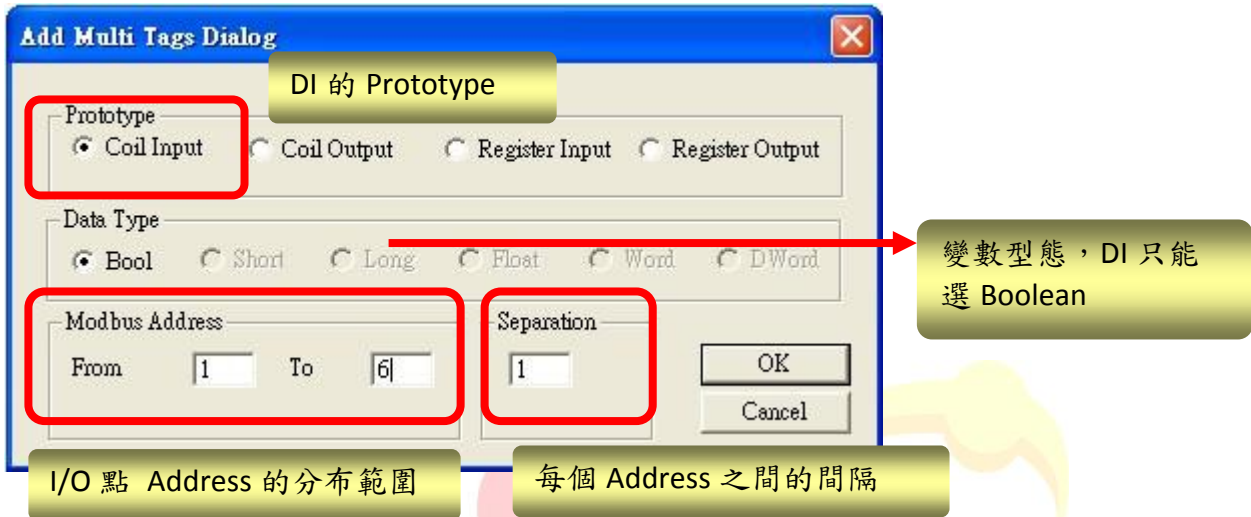 Add Multi Tags Dialog
DI 的 Prototype
Prototype
Coil Input Coil Output Register Input Register Output
Data Type
Bool Short Long Float Word DWord
變數型態，DI 只能
選 Boolean
Modbus Address
From 1 To 6
Separation
1
OK
Cancel
I/O 點 Address 的分布範圍
每個 Address 之間的間隔